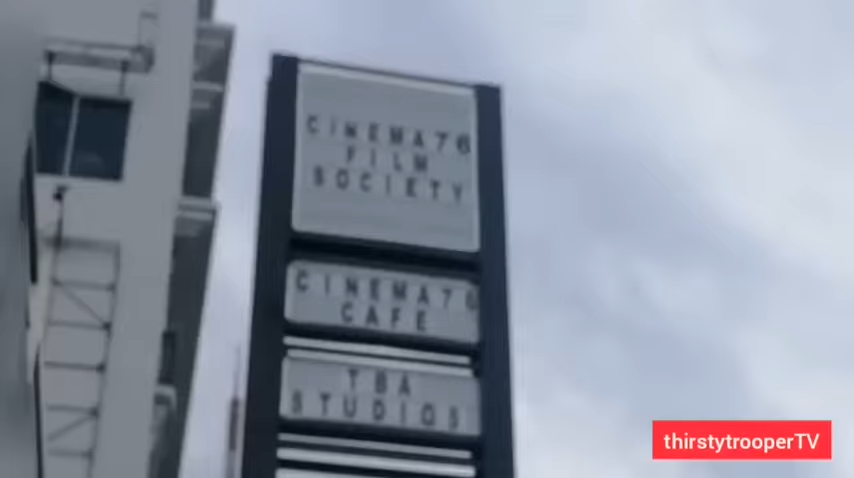 CINEMA76
FILM
SOCIETY
CINEMA76
CAFE
TBA
STUDIOS
thirstytrooperTV